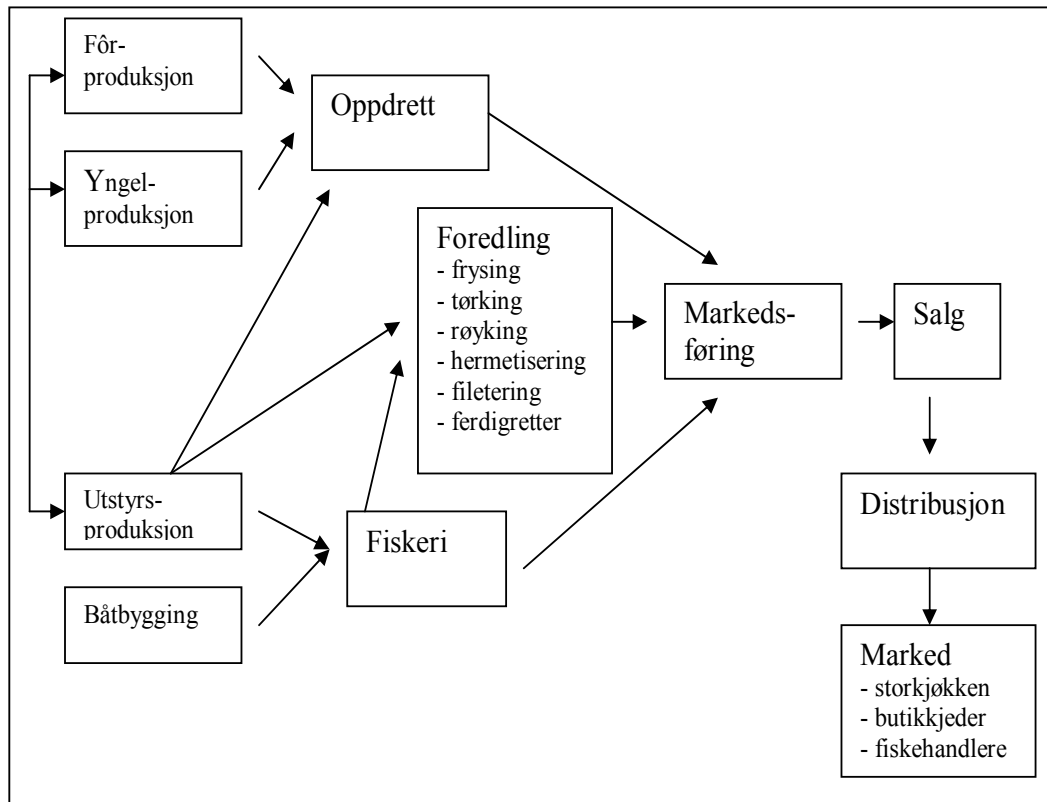 Fôr-
produksjon
Yngel-
produksjon
Oppdrett
Foredling
- frysing
- tørking
- røyking
- hermetisering
- filetering
- ferdigretter
Markeds-
føring
Salg
Utstyrs-
produksjon
Fiskeri
Båtbygging
Distribusjon
Marked
- storkjøkken
- butikkjeder
- fiskehandlere